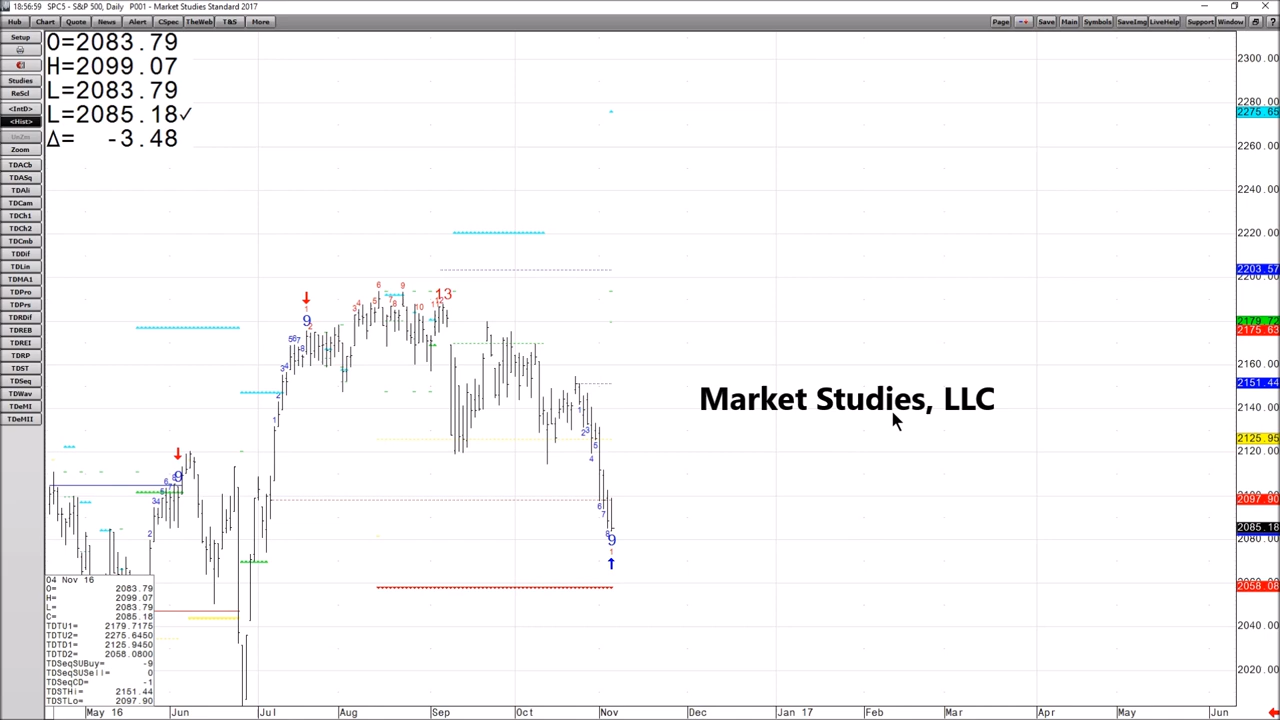 18:56:59 SPC5 - S&P 500, Daily P001 - Market Studies Standard 2017
Hub Chart Quote News Alert CSpec TheWeb T&S More Page Save Main Symbols SaveImg LiveHelp Support Window ?
Setup
Studies
ReScl
<IntD>
<Hist>
UnZm
Zoom
TDACb
TDASq
TDAli
TDCam
TDCh1
TDCh2
TDCmb
TDDif
TDLin
TDMA1
TDPro
TDPrs
TDRDif
TDREB
TDREI
TDRP
TDST
TDSeq
TDWav
TDeMI
TDeMII
O=2083.79
H=2099.07
L=2083.79
L=2085.18✓
Δ= -3.48
2300.00
2280.00
2275.65
2260.00
2240.00
2220.00
2203.57
2200.00
2179.72
2175.63
2160.00
2151.44
2140.00
2125.95
2120.00
2097.90
2085.18
2080.00
2058.08
2040.00
2020.00
Market Studies, LLC
13
9
9
9
04 Nov 16
O= 2083.79
H= 2099.07
L= 2083.79
C= 2085.18
TDTU1= 2179.7175
TDTU2= 2275.6450
TDTD1= 2125.9450
TDTD2= 2058.0800
TDSeqSUBuy= -9
TDSeqSUSell= 0
TDSeqCD= -1
TDSTHi= 2151.44
TDSTLo= 2097.90
May 16 Jun Jul Aug Sep Oct Nov Dec Jan 17 Feb Mar Apr May Jun